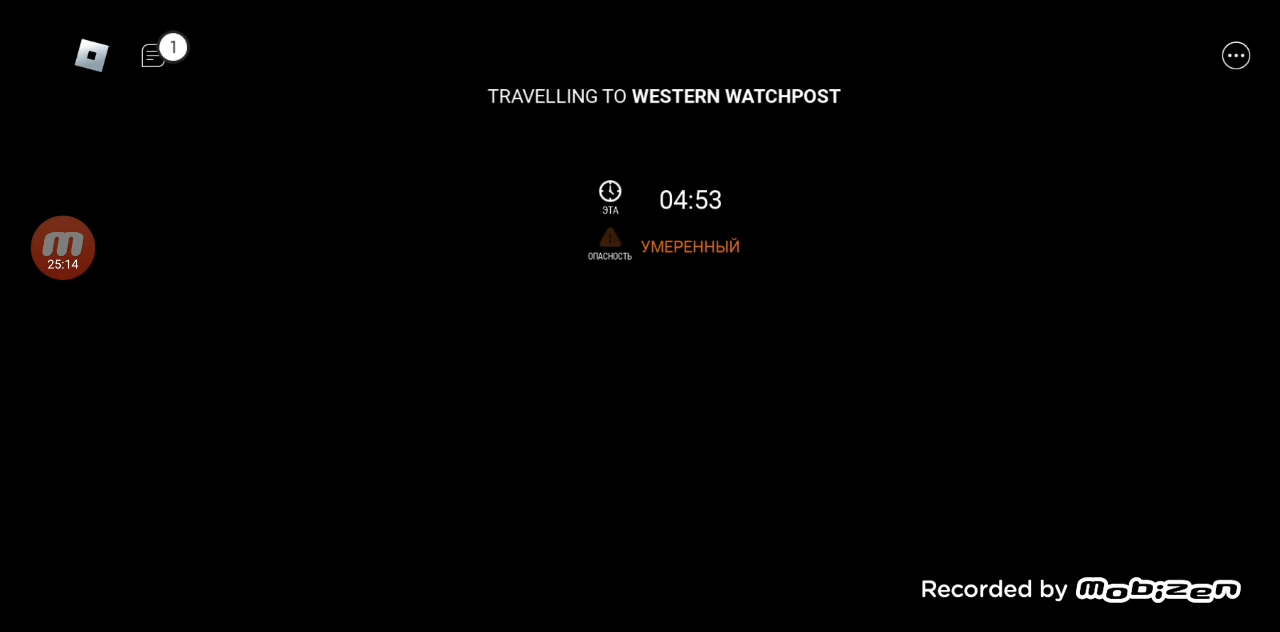 1
TRAVELLING TO WESTERN WATCHPOST
ЭТА 04:53
ОПАСНОСТЬ УМЕРЕННЫЙ
m
25:14
Recorded by mobizen